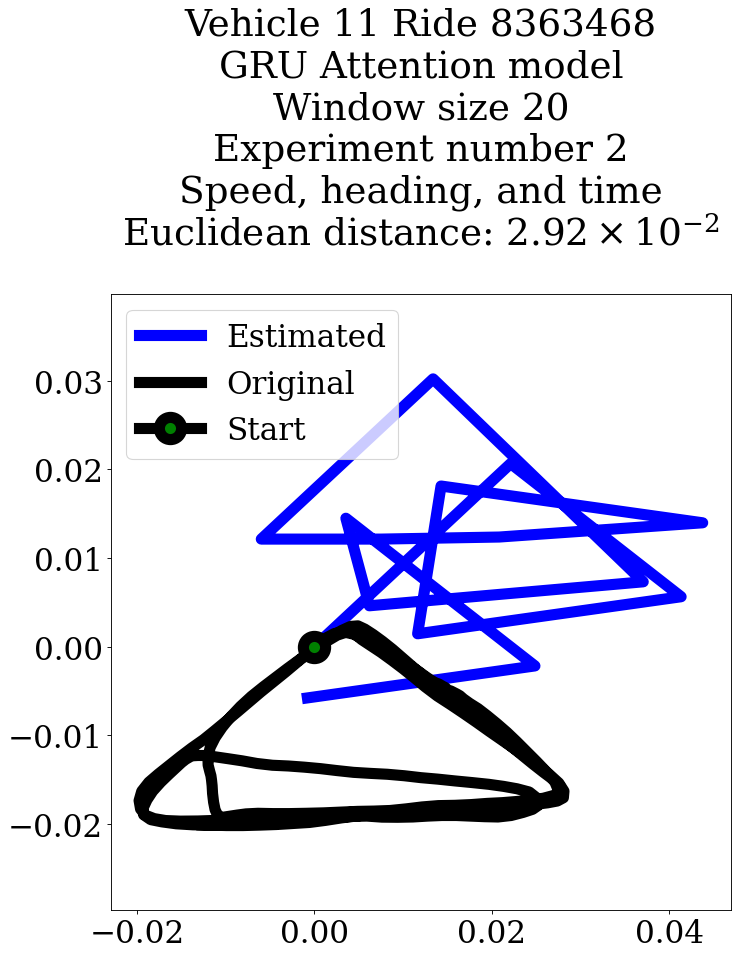 Vehicle 11 Ride 8363468
GRU Attention model
Window size 20
Experiment number 2
Speed, heading, and time
Euclidean distance: 2.92 × 10⁻²
Estimated
Original
Start
0.03
0.02
0.01
0.00
−0.01
−0.02
−0.02 0.00 0.02 0.04